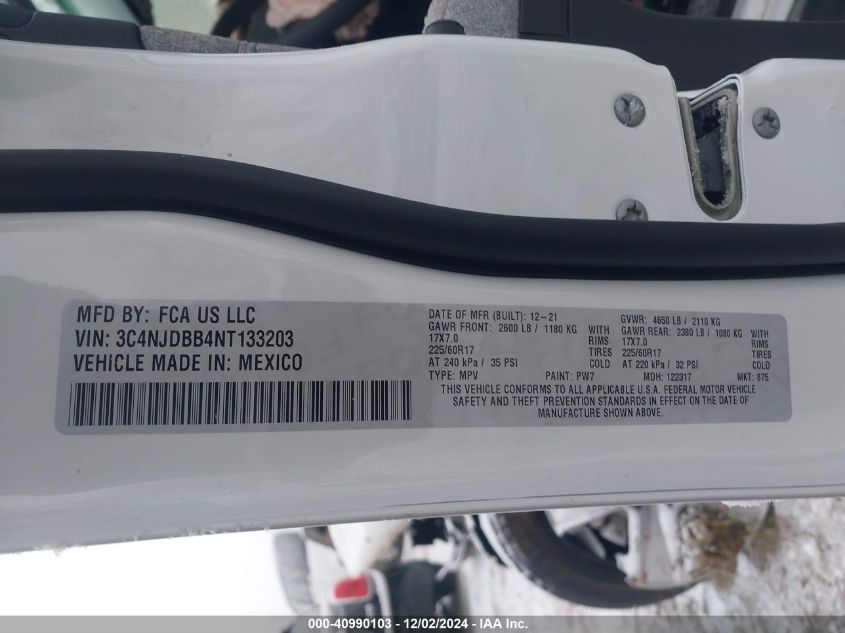 MFD BY: FCA US LLC
VIN: 3C4NJDBB4NT133203
VEHICLE MADE IN: MEXICO
DATE OF MFR (BUILT): 12-21 GVWR: 4650 LB / 2110 KG
GAWR FRONT: 2600 LB / 1180 KG WITH GAWR REAR: 2380 LB / 1080 KG WITH
17X7.0 RIMS 17X7.0 RIMS
225/60R17 TIRES 225/60R17 TIRES
AT 240 kPa / 35 PSI COLD AT 220 kPa / 32 PSI COLD
TYPE: MPV PAINT: PW7 MDH: 122317 MKT: 875
THIS VEHICLE CONFORMS TO ALL APPLICABLE U.S.A. FEDERAL MOTOR VEHICLE
SAFETY AND THEFT PREVENTION STANDARDS IN EFFECT ON THE DATE OF
MANUFACTURE SHOWN ABOVE.
000-40990103 - 12/02/2024 - IAA Inc.